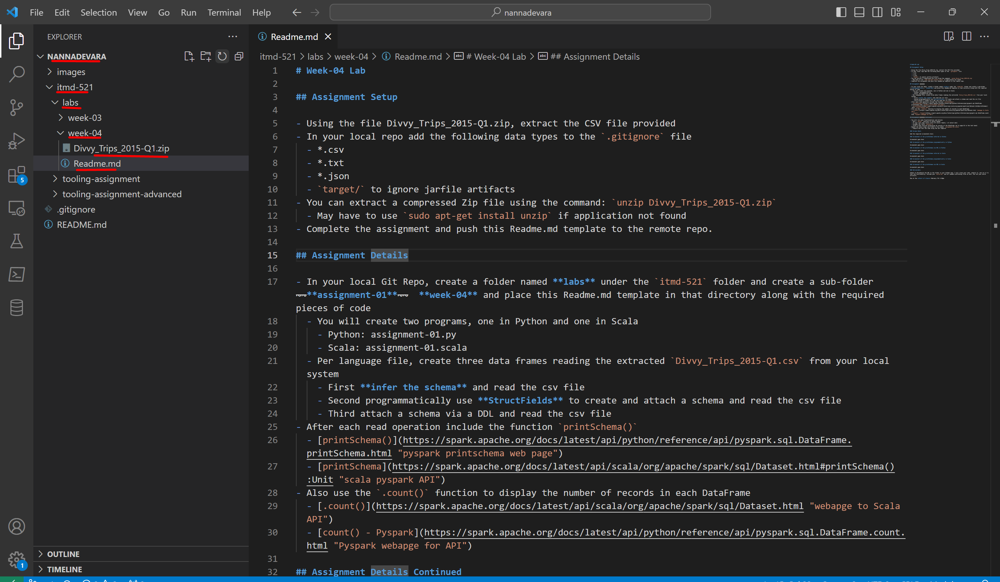 File Edit Selection View Go Run Terminal Help
nannadevara
EXPLORER
NANNADEVARA
images
itmd-521
labs
week-03
week-04
Divvy_Trips_2015-Q1.zip
Readme.md
tooling-assignment
tooling-assignment-advanced
.gitignore
README.md
5
1
OUTLINE
TIMELINE
Readme.md
itmd-521 > labs > week-04 > Readme.md > # Week-04 Lab > ## Assignment Details
1 # Week-04 Lab
2
3 ## Assignment Setup
4
5 - Using the file Divvy_Trips_2015-Q1.zip, extract the CSV file provided
6 - In your local repo add the following data types to the `.gitignore` file
7 - *.csv
8 - *.txt
9 - *.json
10 - `target/` to ignore jarfile artifacts
11 - You can extract a compressed Zip file using the command: `unzip Divvy_Trips_2015-Q1.zip`
12 - May have to use `sudo apt-get install unzip` if application not found
13 - Complete the assignment and push this Readme.md template to the remote repo.
14
15 ## Assignment Details
16
17 - In your local Git Repo, create a folder named **labs** under the `itmd-521` folder and create a sub-folder
~~**assignment-01**~~ **week-04** and place this Readme.md template in that directory along with the required
pieces of code
18 - You will create two programs, one in Python and one in Scala
19 - Python: assignment-01.py
20 - Scala: assignment-01.scala
21 - Per language file, create three data frames reading the extracted `Divvy_Trips_2015-Q1.csv` from your local
system
22 - First **infer the schema** and read the csv file
23 - Second programmatically use **StructFields** to create and attach a schema and read the csv file
24 - Third attach a schema via a DDL and read the csv file
25 - After each read operation include the function `printSchema()`
26 - [printSchema()](https://spark.apache.org/docs/latest/api/python/reference/api/pyspark.sql.DataFrame.
printSchema.html "pyspark printschema web page")
27 - [printSchema](https://spark.apache.org/docs/latest/api/scala/org/apache/spark/sql/Dataset.html#printSchema()
:Unit "scala pyspark API")
28 - Also use the `.count()` function to display the number of records in each DataFrame
29 - [.count()](https://spark.apache.org/docs/latest/api/scala/org/apache/spark/sql/Dataset.html "webapge to Scala
API")
30 - [count() - Pyspark](https://spark.apache.org/docs/latest/api/python/reference/api/pyspark.sql.DataFrame.count.
html "Pyspark webapge for API")
31
32 ## Assignment Details Continued